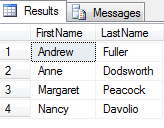 Results Messages
FirstName LastName
1 Andrew Fuller
2 Anne Dodsworth
3 Margaret Peacock
4 Nancy Davolio